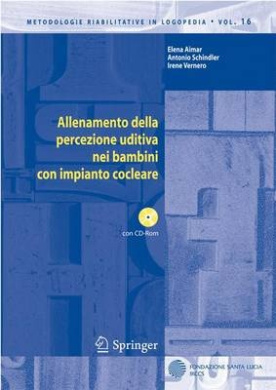 METODOLOGIE RIABILITATIVE IN LOGOPEDIA • VOL. 16
Elena Aimar
Antonio Schindler
Irene Vernero
Allenamento della
percezione uditiva
nei bambini
con impianto cocleare
con CD-Rom
Springer
FONDAZIONE SANTA LUCIA
IRCCS